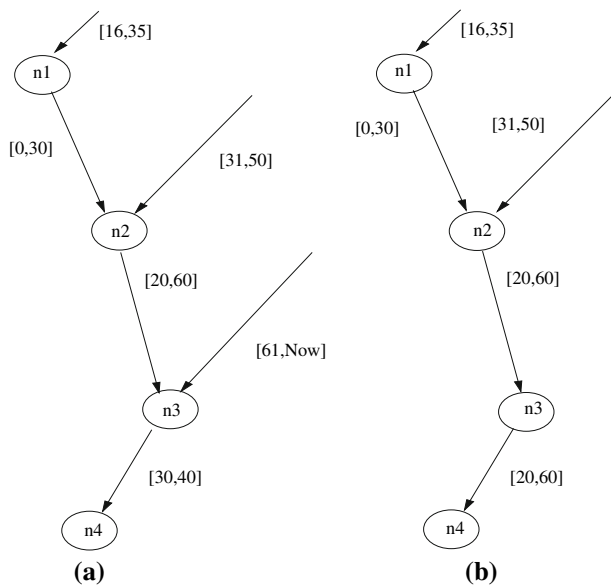 [16,35]
n1
[0,30]
[31,50]
n2
[20,60]
[61,Now]
n3
[30,40]
n4
(a)
[16,35]
n1
[0,30]
[31,50]
n2
[20,60]
n3
[20,60]
n4
(b)